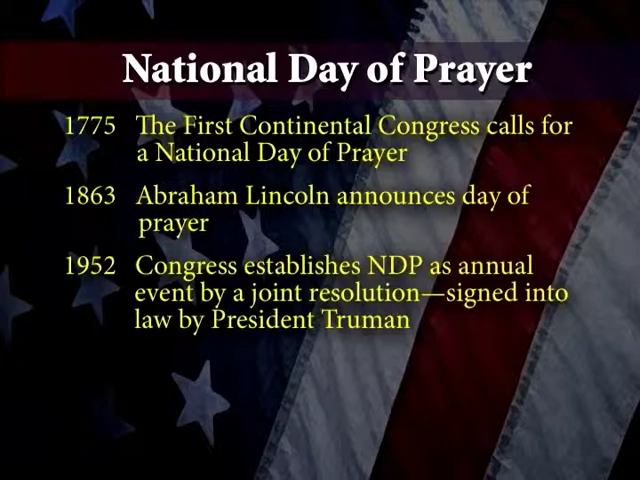 National Day of Prayer
1775 The First Continental Congress calls for
a National Day of Prayer
1863 Abraham Lincoln announces day of
prayer
1952 Congress establishes NDP as annual
event by a joint resolution—signed into
law by President Truman